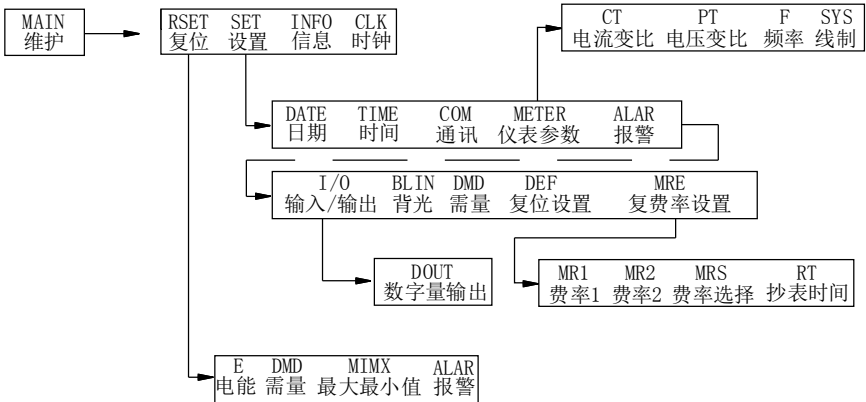 CT PT F SYS
电流变比 电压变比 频率 线制
MAIN
维护
RSET SET INFO CLK
复位 设置 信息 时钟
DATE TIME COM METER ALAR
日期 时间 通讯 仪表参数 报警
I/O BLIN DMD DEF MRE
输入/输出 背光 需量 复位设置 复费率设置
DOUT
数字量输出
MR1 MR2 MRS RT
费率1 费率2 费率选择 抄表时间
E DMD MIMX ALAR
电能 需量 最大最小值 报警